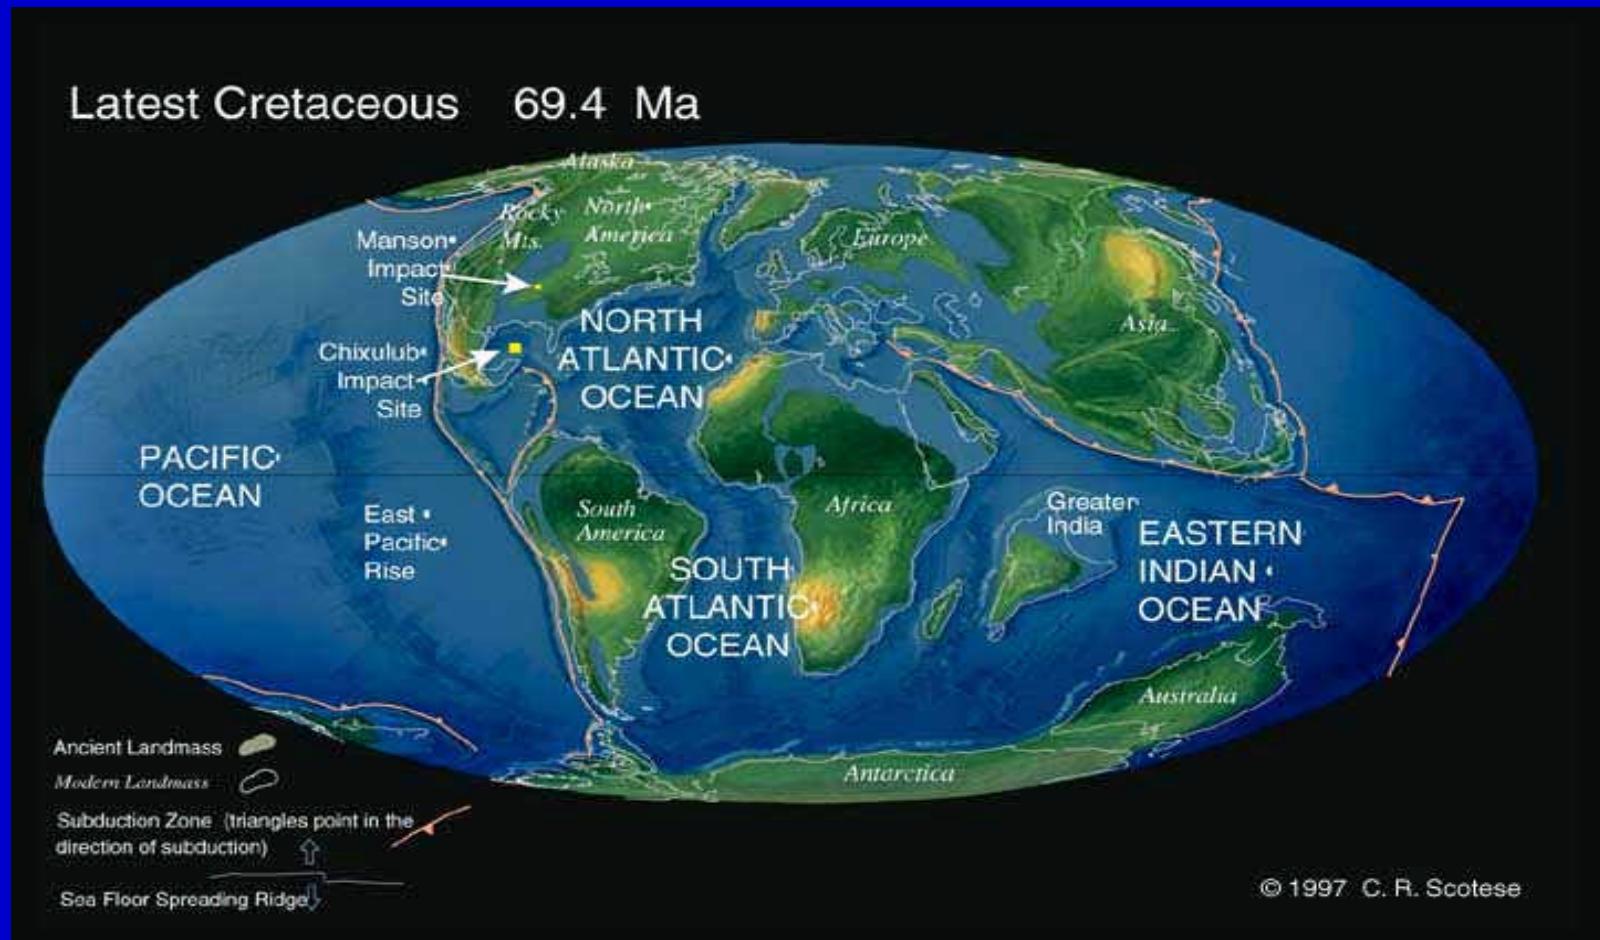 Latest Cretaceous 69.4 Ma
Alaska
Rocky
Mts.
North
America
Manson
Impact
Site
Europe
Asia
NORTH
ATLANTIC
OCEAN
Chixulub
Impact
Site
PACIFIC
OCEAN
East
Pacific
Rise
South
America
Africa
Greater
India
EASTERN
INDIAN
OCEAN
SOUTH
ATLANTIC
OCEAN
Australia
Antarctica
Ancient Landmass
Modern Landmass
Subduction Zone (triangles point in the
direction of subduction)
Sea Floor Spreading Ridge
© 1997 C. R. Scotese